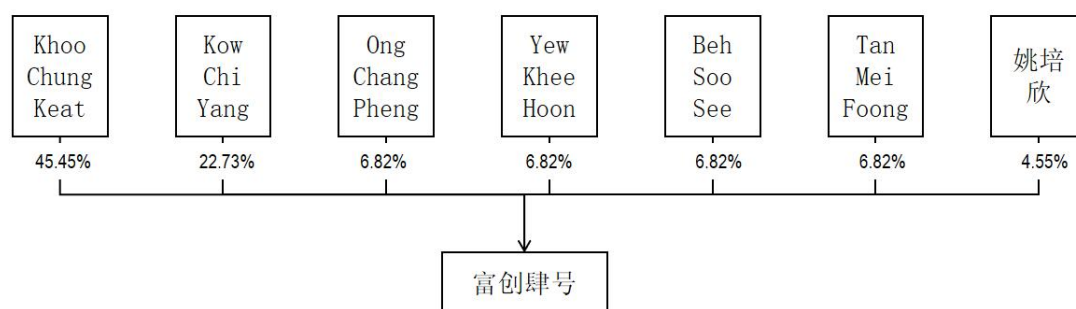 Khoo
Chung
Keat
Kow
Chi
Yang
Ong
Chang
Pheng
Yew
Khee
Hoon
Beh
Soo
See
Tan
Mei
Foong
姚培
欣
45.45%
22.73%
6.82%
6.82%
6.82%
6.82%
4.55%
富创肆号